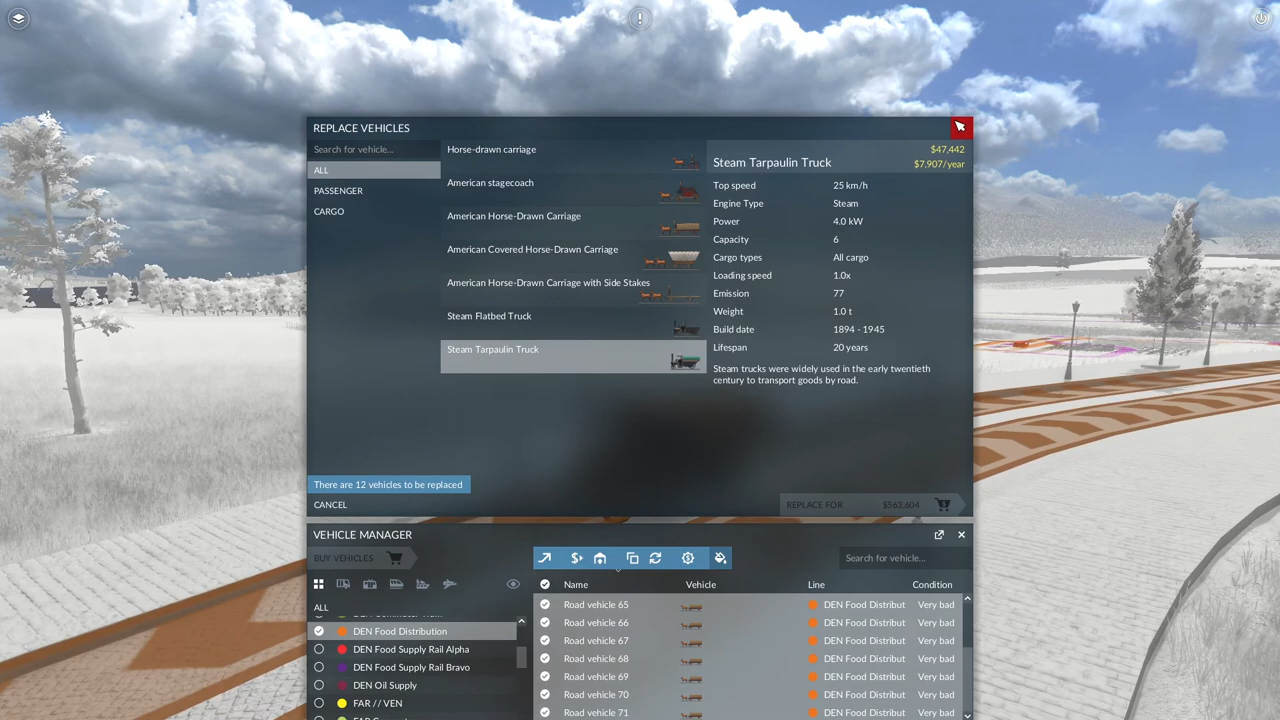 REPLACE VEHICLES
Search for vehicle...
ALL
PASSENGER
CARGO
Horse-drawn carriage
American stagecoach
American Horse-Drawn Carriage
American Covered Horse-Drawn Carriage
American Horse-Drawn Carriage with Side Stakes
Steam Flatbed Truck
Steam Tarpaulin Truck
Steam Tarpaulin Truck
$47,442
$7,907/year
Top speed 25 km/h
Engine Type Steam
Power 4.0 kW
Capacity 6
Cargo types All cargo
Loading speed 1.0x
Emission 77
Weight 1.0 t
Build date 1894 - 1945
Lifespan 20 years
Steam trucks were widely used in the early twentieth
century to transport goods by road.
There are 12 vehicles to be replaced
CANCEL
REPLACE FOR $563,604
VEHICLE MANAGER
BUY VEHICLES
Search for vehicle...
ALL
DEN Food Distribution
DEN Food Supply Rail Alpha
DEN Food Supply Rail Bravo
DEN Oil Supply
FAR // VEN
Name Vehicle Line Condition
Road vehicle 65 DEN Food Distribut Very bad
Road vehicle 66 DEN Food Distribut Very bad
Road vehicle 67 DEN Food Distribut Very bad
Road vehicle 68 DEN Food Distribut Very bad
Road vehicle 69 DEN Food Distribut Very bad
Road vehicle 70 DEN Food Distribut Very bad
Road vehicle 71 DEN Food Distribut Very bad